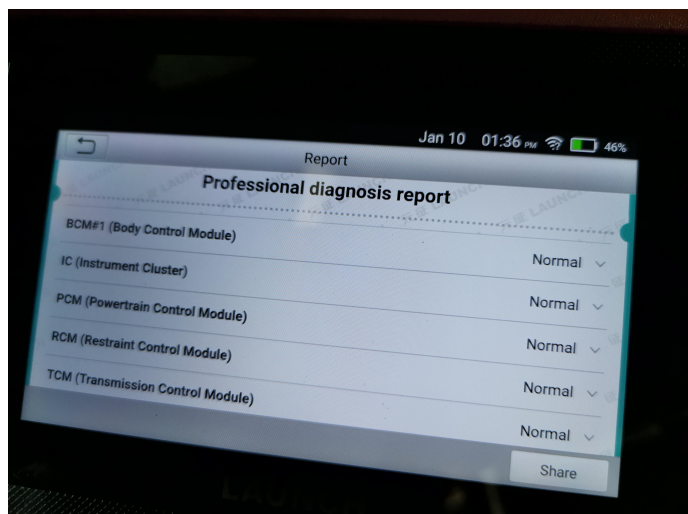 Jan 10 01:36 PM 46%
Report
Professional diagnosis report
BCM#1 (Body Control Module) Normal
IC (Instrument Cluster) Normal
PCM (Powertrain Control Module) Normal
RCM (Restraint Control Module) Normal
TCM (Transmission Control Module) Normal
Share
LAUNCH